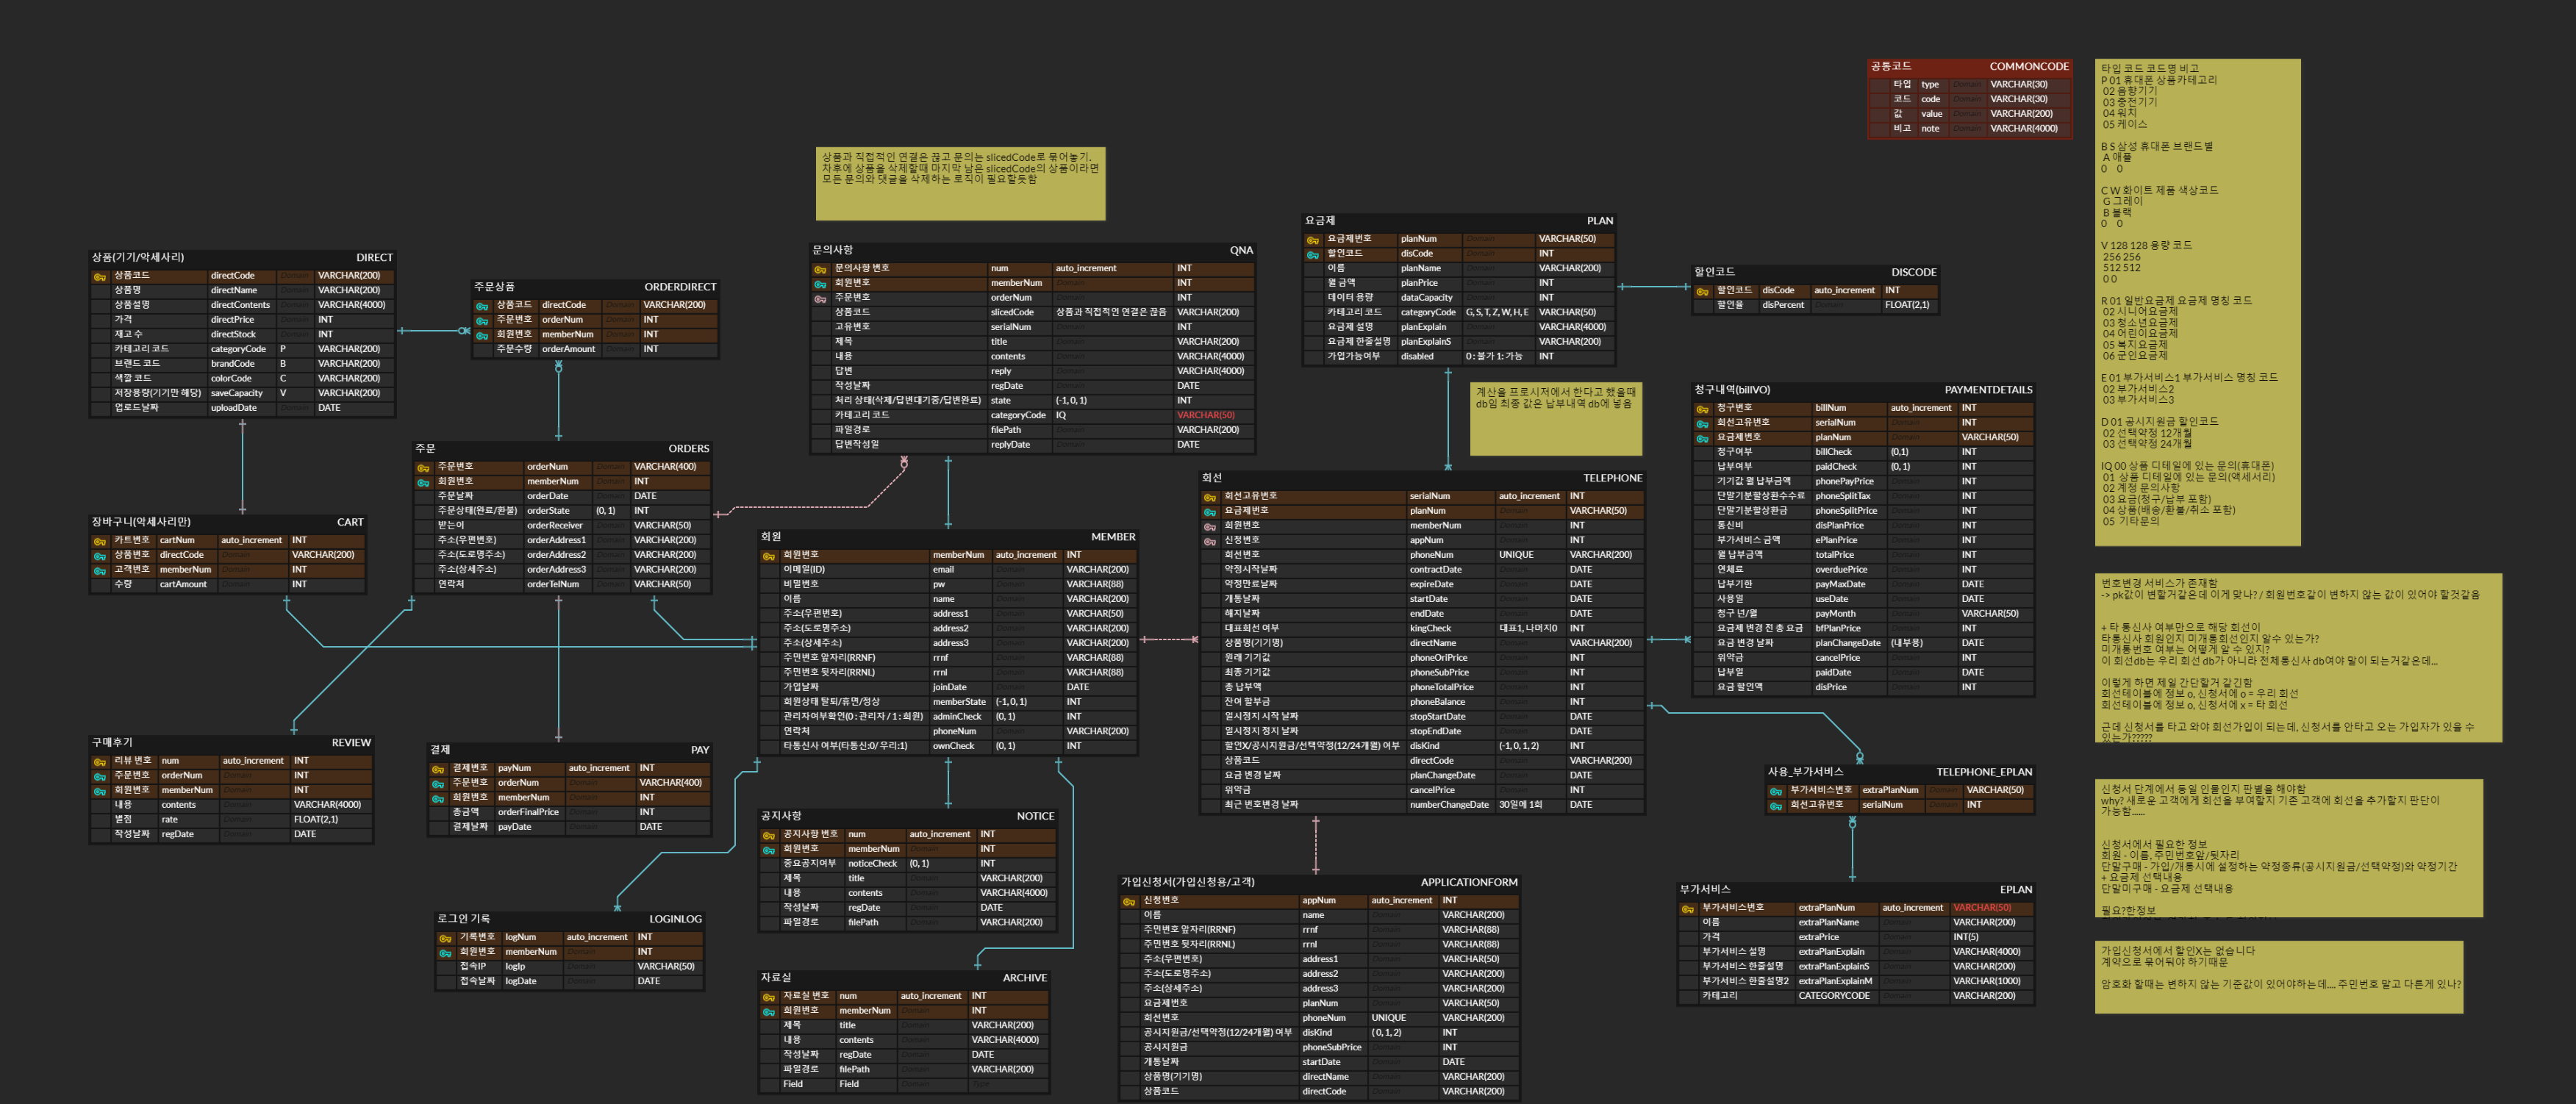 공통코드 COMMONCODE
타입 type Domain VARCHAR(30)
코드 code Domain VARCHAR(30)
값 value Domain VARCHAR(200)
비고 note Domain VARCHAR(4000)
타입 코드 코드명 비고
P 01 휴대폰 상품카테고리
02 음향기기
03 충전기기
04 워치
05 케이스
B S 삼성 휴대폰 브랜드별
A 애플
0 0
C W 화이트 제품 색상코드
G 그레이
B 블랙
0 0
V 128 128 용량 코드
256 256
512 512
0 0
R 01 일반요금제 요금제 명칭 코드
02 시니어요금제
03 청소년요금제
04 어린이요금제
05 복지요금제
06 군인요금제
E 01 부가서비스1 부가서비스 명칭 코드
02 부가서비스2
03 부가서비스3
D 01 공시지원금 할인코드
02 선택약정 12개월
03 선택약정 24개월
IQ 00 상품 디테일에 있는 문의(휴대폰)
01 상품 디테일에 있는 문의(액세서리)
02 계정 문의사항
03 요금(청구/납부 포함)
04 상품(배송/환불/취소 포함)
05 기타문의
상품과 직접적인 연결은 끊고 문의는 slicedCode로 묶어놓기.
차후에 상품을 삭제할때 마지막 남은 slicedCode의 상품이라면
모든 문의와 댓글을 삭제하는 로직이 필요할듯함
상품(기기/악세사리) DIRECT
상품코드 directCode Domain VARCHAR(200)
상품명 directName Domain VARCHAR(200)
상품설명 directContents Domain VARCHAR(4000)
가격 directPrice Domain INT
재고 수 directStock Domain INT
카테고리 코드 categoryCode P VARCHAR(200)
브랜드 코드 brandCode B VARCHAR(200)
색깔 코드 colorCode C VARCHAR(200)
저장용량(기기만 해당) saveCapacity V VARCHAR(200)
업로드날짜 uploadDate Domain DATE
주문상품 ORDERDIRECT
상품코드 directCode Domain VARCHAR(200)
주문번호 orderNum Domain INT
회원번호 memberNum Domain INT
주문수량 orderAmount Domain INT
문의사항 QNA
문의사항 번호 num auto_increment INT
회원번호 memberNum Domain INT
주문번호 orderNum Domain INT
상품코드 slicedCode 상품과 직접적인 연결은 끊음 VARCHAR(200)
고유번호 serialNum Domain INT
제목 title Domain VARCHAR(200)
내용 contents Domain VARCHAR(4000)
답변 reply Domain VARCHAR(4000)
작성날짜 regDate Domain DATE
처리 상태(삭제/답변대기중/답변완료) state (-1, 0, 1) INT
카테고리 코드 categoryCode IQ VARCHAR(50)
파일경로 filePath Domain VARCHAR(200)
답변작성일 replyDate Domain DATE
요금제 PLAN
요금제번호 planNum Domain VARCHAR(50)
할인코드 disCode Domain INT
이름 planName Domain VARCHAR(200)
월 금액 planPrice Domain INT
데이터 용량 dataCapacity Domain INT
카테고리 코드 categoryCode G, S, T, Z, W, H, E VARCHAR(50)
요금제 설명 planExplain Domain VARCHAR(4000)
요금제 한줄설명 planExplainS Domain VARCHAR(200)
가입가능여부 disabled 0 : 불가 1 : 가능 INT
할인코드 DISCODE
할인코드 disCode auto_increment INT
할인율 disPercent Domain FLOAT(2,1)
계산을 프로시저에서 한다고 했을때
db임 최종 값은 납부내역 db에 넣음
청구내역(billVO) PAYMENTDETAILS
청구번호 billNum auto_increment INT
회선고유번호 serialNum Domain INT
요금제번호 planNum Domain VARCHAR(50)
청구여부 billCheck (0,1) INT
납부여부 paidCheck (0, 1) INT
기기값 월 납부금액 phonePayPrice Domain INT
단말기분할상환수수료 phoneSplitTax Domain INT
단말기분할상환금 phoneSplitPrice Domain INT
통신비 disPlanPrice Domain INT
부가서비스 금액 ePlanPrice Domain INT
월 납부금액 totalPrice Domain INT
연체료 overduePrice Domain INT
납부기한 payMaxDate Domain DATE
사용월 useDate Domain DATE
청구 년/월 payMonth Domain VARCHAR(50)
요금제 변경 전 총 요금 bfPlanPrice Domain INT
요금 변경 날짜 planChangeDate (내부용) DATE
위약금 cancelPrice Domain INT
납부일 paidDate Domain DATE
요금 할인액 disPrice Domain INT
주문 ORDERS
주문번호 orderNum Domain VARCHAR(400)
회원번호 memberNum Domain INT
주문날짜 orderDate Domain DATE
주문상태(완료/환불) orderState (0, 1) INT
받는이 orderReceiver Domain VARCHAR(50)
주소(우편번호) orderAddress1 Domain VARCHAR(200)
주소(도로명주소) orderAddress2 Domain VARCHAR(200)
주소(상세주소) orderAddress3 Domain VARCHAR(200)
연락처 orderTelNum Domain VARCHAR(50)
장바구니(악세사리만) CART
카트번호 cartNum auto_increment INT
상품번호 directCode Domain VARCHAR(200)
고객번호 memberNum Domain INT
수량 cartAmount Domain INT
회원 MEMBER
회원번호 memberNum auto_increment INT
이메일(ID) email Domain VARCHAR(200)
비밀번호 pw Domain VARCHAR(88)
이름 name Domain VARCHAR(200)
주소(우편번호) address1 Domain VARCHAR(50)
주소(도로명주소) address2 Domain VARCHAR(200)
주소(상세주소) address3 Domain VARCHAR(200)
주민번호 앞자리(RRNF) rrnf Domain VARCHAR(88)
주민번호 뒷자리(RRNL) rrnl Domain VARCHAR(88)
가입날짜 joinDate Domain DATE
회원상태 탈퇴/휴면/정상 memberState (-1, 0, 1) INT
관리자여부확인(0 : 관리자 / 1 : 회원) adminCheck (0, 1) INT
연락처 phoneNum Domain VARCHAR(200)
타통신사 여부(타통신:0/ 우리:1) ownCheck (0, 1) INT
회선 TELEPHONE
회선고유번호 serialNum auto_increment INT
요금제번호 planNum Domain VARCHAR(50)
회원번호 memberNum Domain INT
신청번호 appNum Domain INT
회선번호 phoneNum UNIQUE VARCHAR(200)
약정시작날짜 contractDate Domain DATE
약정만료날짜 expireDate Domain DATE
개통날짜 startDate Domain DATE
해지날짜 endDate Domain DATE
대표회선 여부 kingCheck 대표1, 나머지0 INT
상품명(기기명) directName Domain VARCHAR(200)
원래 기기값 phoneOriPrice Domain INT
최종 기기값 phoneSubPrice Domain INT
총 납부액 phoneTotalPrice Domain INT
잔여 할부금 phoneBalance Domain INT
일시정지 시작 날짜 stopStartDate Domain DATE
일시정지 정지 날짜 stopEndDate Domain DATE
할인X/공시지원금/선택약정(12/24개월) 여부 disKind (-1, 0, 1, 2) INT
상품코드 directCode Domain VARCHAR(200)
요금 변경 날짜 planChangeDate Domain DATE
위약금 cancelPrice Domain INT
최근 번호변경 날짜 numberChangeDate 30일에 1회 DATE
번호변경 서비스가 존재함
-> pk값이 변할거같은데 이게 맞나? / 회원번호같이 변하지 않는 값이 있어야 할것같음
+ 타 통신사 여부만으로 해당 회선이
타통신사 회원인지 미개통회선인지 알수 있는가?
미개통번호 여부는 어떻게 알 수 있지?
이 회선db는 우리 회선 db가 아니라 전체통신사 db여야 말이 되는거같은데...
이렇게 하면 제일 간단할거 같긴함
회선테이블에 정보 o, 신청서에 o = 우리 회선
회선테이블에 정보 o, 신청서에 x = 타 회선
근데 신청서를 타고 와야 회선가입이 되는데, 신청서를 안타고 오는 가입자가 있을 수
있는가?????
구매후기 REVIEW
리뷰 번호 num auto_increment INT
주문번호 orderNum Domain INT
회원번호 memberNum Domain INT
내용 contents Domain VARCHAR(4000)
별점 rate Domain FLOAT(2,1)
작성날짜 regDate Domain DATE
결제 PAY
결제번호 payNum auto_increment INT
주문번호 orderNum Domain VARCHAR(400)
회원번호 memberNum Domain INT
총금액 orderFinalPrice Domain INT
결제날짜 payDate Domain DATE
사용_부가서비스 TELEPHONE_EPLAN
부가서비스번호 extraPlanNum Domain VARCHAR(50)
회선고유번호 serialNum Domain INT
신청서 단계에서 동일 인물인지 판별을 해야함
why? 새로운 고객에게 회선을 부여할지 기존 고객에 회선을 추가할지 판단이
가능함......
신청서에서 필요한 정보
회원 - 이름, 주민번호앞/뒷자리
단말구매 - 가입/개통시에 설정하는 약정종류(공시지원금/선택약정)와 약정기간
+ 요금제 선택내용
단말미구매 - 요금제 선택내용
필요?한정보
공지사항 NOTICE
공지사항 번호 num auto_increment INT
회원번호 memberNum Domain INT
중요공지여부 noticeCheck (0, 1) INT
제목 title Domain VARCHAR(200)
내용 contents Domain VARCHAR(4000)
작성날짜 regDate Domain DATE
파일경로 filePath Domain VARCHAR(200)
로그인 기록 LOGINLOG
기록번호 logNum auto_increment INT
회원번호 memberNum Domain INT
접속IP logIp Domain VARCHAR(50)
접속날짜 logDate Domain DATE
가입신청서(가입신청용/고객) APPLICATIONFORM
신청번호 appNum auto_increment INT
이름 name Domain VARCHAR(200)
주민번호 앞자리(RRNF) rrnf Domain VARCHAR(88)
주민번호 뒷자리(RRNL) rrnl Domain VARCHAR(88)
주소(우편번호) address1 Domain VARCHAR(50)
주소(도로명주소) address2 Domain VARCHAR(200)
주소(상세주소) address3 Domain VARCHAR(200)
요금제번호 planNum Domain VARCHAR(50)
회선번호 phoneNum UNIQUE VARCHAR(200)
공시지원금/선택약정(12/24개월) 여부 disKind ( 0, 1, 2) INT
공시지원금 phoneSubPrice Domain INT
개통날짜 startDate Domain DATE
상품명(기기명) directName Domain VARCHAR(200)
상품코드 directCode Domain VARCHAR(200)
부가서비스 EPLAN
부가서비스번호 extraPlanNum auto_increment VARCHAR(50)
이름 extraPlanName Domain VARCHAR(200)
가격 extraPrice Domain INT(5)
부가서비스 설명 extraPlanExplain Domain VARCHAR(4000)
부가서비스 한줄설명 extraPlanExplainS Domain VARCHAR(200)
부가서비스 한줄설명2 extraPlanExplainM Domain VARCHAR(1000)
카테고리 CATEGORYCODE Domain VARCHAR(200)
가입신청서에서 할인X는 없습니다
계약으로 묶어둬야 하기때문
암호화 할때는 변하지 않는 기준값이 있어야하는데.... 주민번호 말고 다른게 있나?
자료실 ARCHIVE
자료실 번호 num auto_increment INT
회원번호 memberNum Domain INT
제목 title Domain VARCHAR(200)
내용 contents Domain VARCHAR(4000)
작성날짜 regDate Domain DATE
파일경로 filePath Domain VARCHAR(200)
Field Field Domain Type